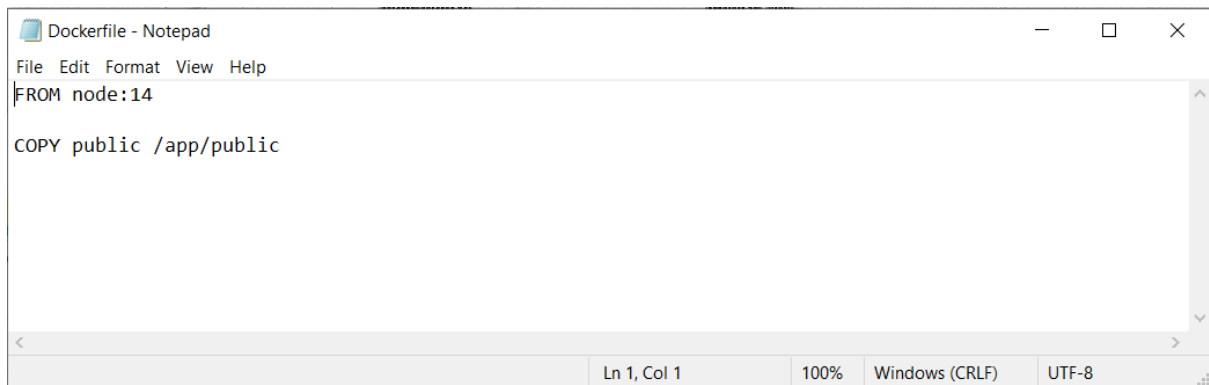 Dockerfile - Notepad
File Edit Format View Help
FROM node:14
COPY public /app/public
Ln 1, Col 1 100% Windows (CRLF) UTF-8